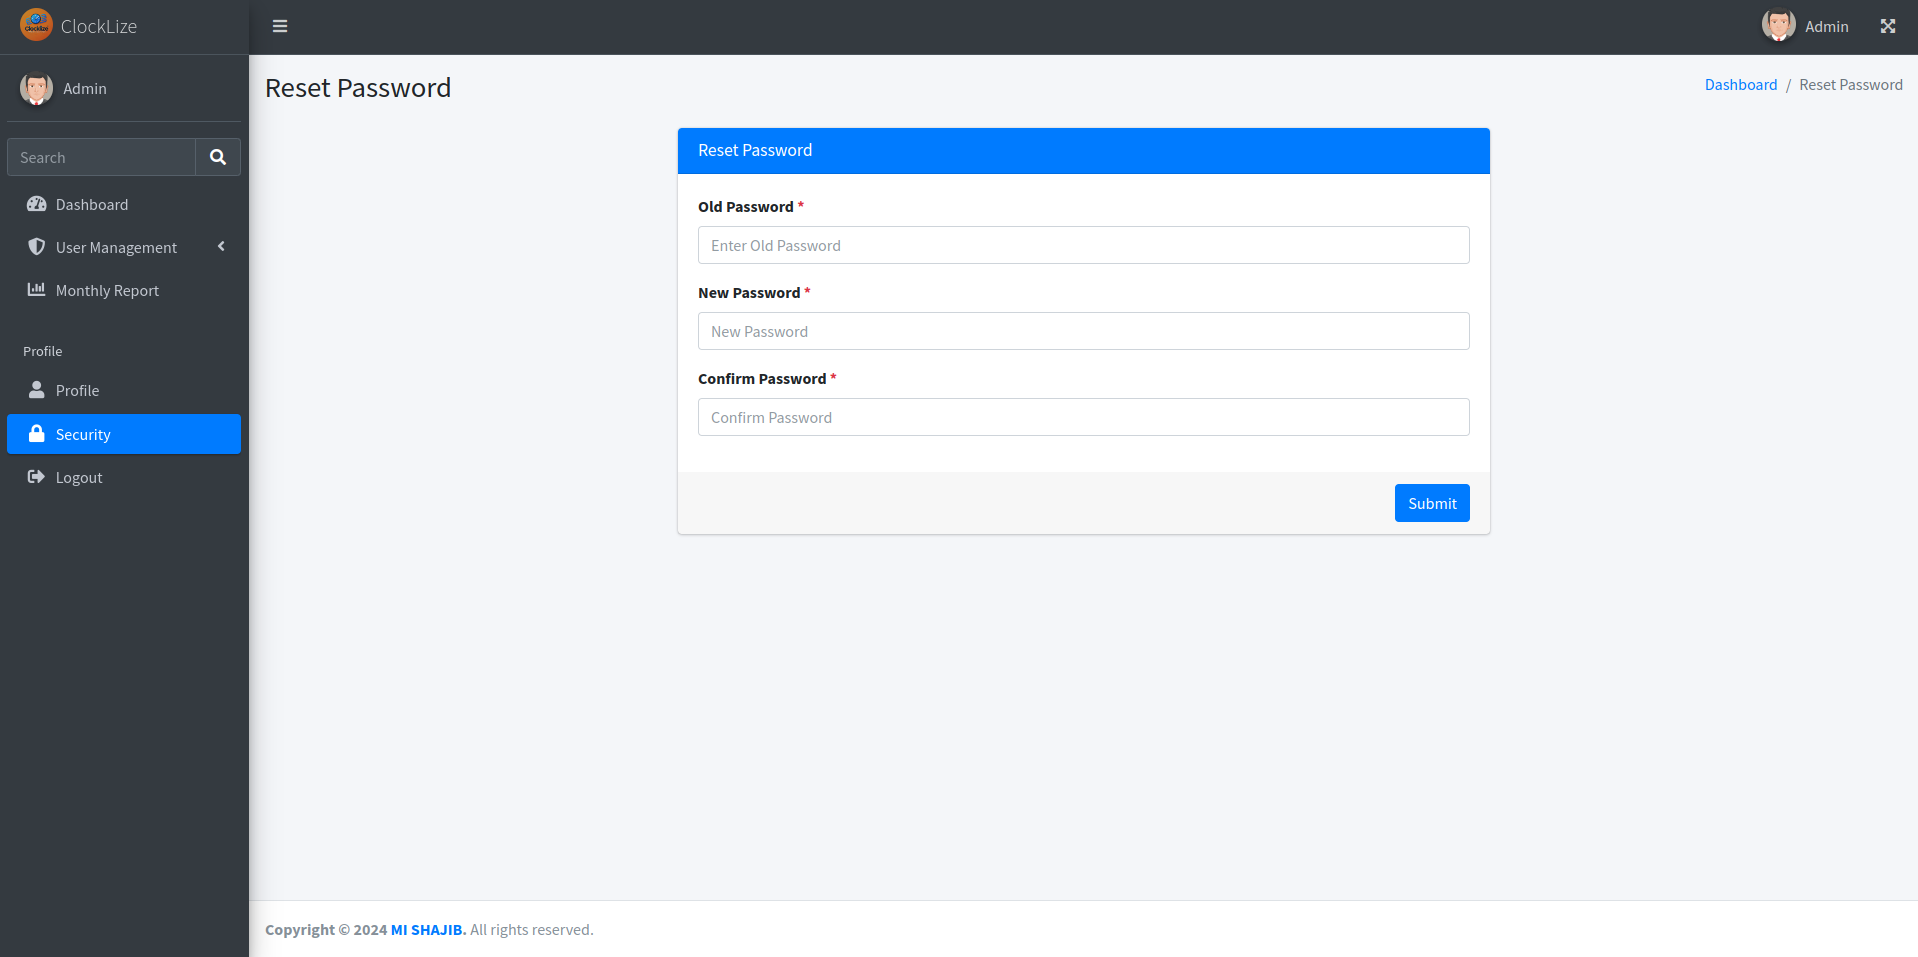 ClockLize
Admin
Admin
Search
Dashboard
User Management
Monthly Report
Profile
Profile
Security
Logout
Reset Password
Dashboard / Reset Password
Reset Password
Old Password *
Enter Old Password
New Password *
New Password
Confirm Password *
Confirm Password
Submit
Copyright © 2024 MI SHAJIB. All rights reserved.